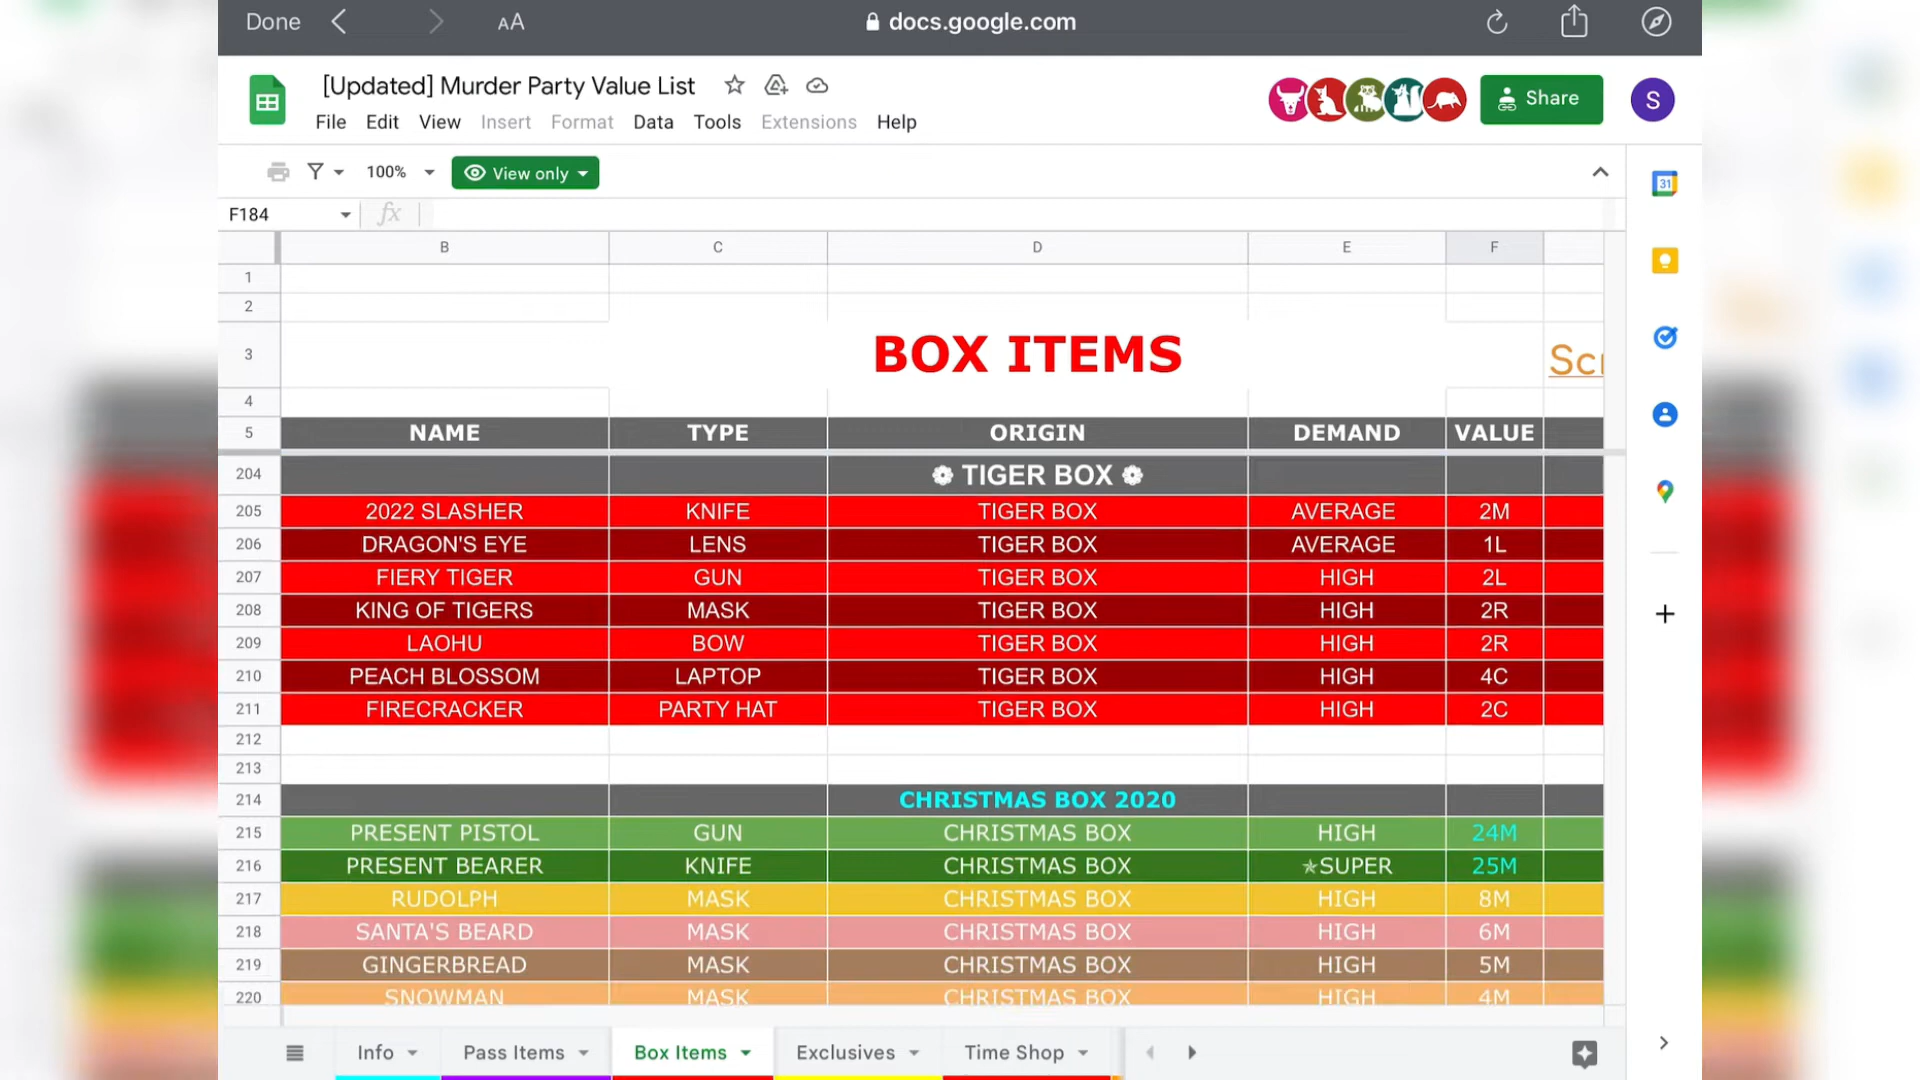 Done AA docs.google.com
[Updated] Murder Party Value List
Share S
File Edit View Insert Format Data Tools Extensions Help
100% View only
31
F184 fx
B C D E F
1
2
3 BOX ITEMS
4
5 NAME TYPE ORIGIN DEMAND VALUE
204 ❁ TIGER BOX ❁
205 2022 SLASHER KNIFE TIGER BOX AVERAGE 2M
206 DRAGON'S EYE LENS TIGER BOX AVERAGE 1L
207 FIERY TIGER GUN TIGER BOX HIGH 2L
208 KING OF TIGERS MASK TIGER BOX HIGH 2R
209 LAOHU BOW TIGER BOX HIGH 2R
210 PEACH BLOSSOM LAPTOP TIGER BOX HIGH 4C
211 FIRECRACKER PARTY HAT TIGER BOX HIGH 2C
212
213
214 CHRISTMAS BOX 2020
215 PRESENT PISTOL GUN CHRISTMAS BOX HIGH 24M
216 PRESENT BEARER KNIFE CHRISTMAS BOX ✯SUPER 25M
217 RUDOLPH MASK CHRISTMAS BOX HIGH 8M
218 SANTA'S BEARD MASK CHRISTMAS BOX HIGH 6M
219 GINGERBREAD MASK CHRISTMAS BOX HIGH 5M
220 SNOWMAN MASK CHRISTMAS BOX HIGH 4M
Info Pass Items Box Items Exclusives Time Shop